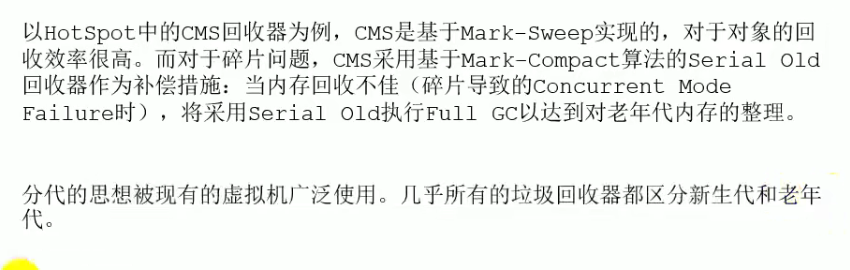 以HotSpot中的CMS回收器为例，CMS是基于Mark-Sweep实现的，对于对象的回
收效率很高。而对于碎片问题，CMS采用基于Mark-Compact算法的Serial Old
回收器作为补偿措施：当内存回收不佳（碎片导致的Concurrent Mode
Failure时），将采用Serial Old执行Full GC以达到对老年代内存的整理。
分代的思想被现有的虚拟机广泛使用。几乎所有的垃圾回收器都区分新生代和老年
代。